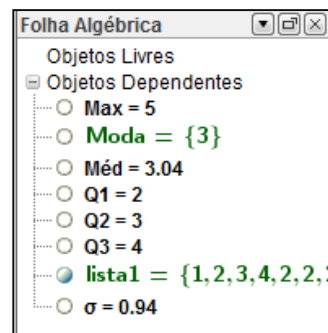 Folha Algébrica
Objetos Livres
Objetos Dependentes
Max = 5
Moda = {3}
Méd = 3.04
Q1 = 2
Q2 = 3
Q3 = 4
lista1 = {1,2,3,4,2,2,
σ = 0.94